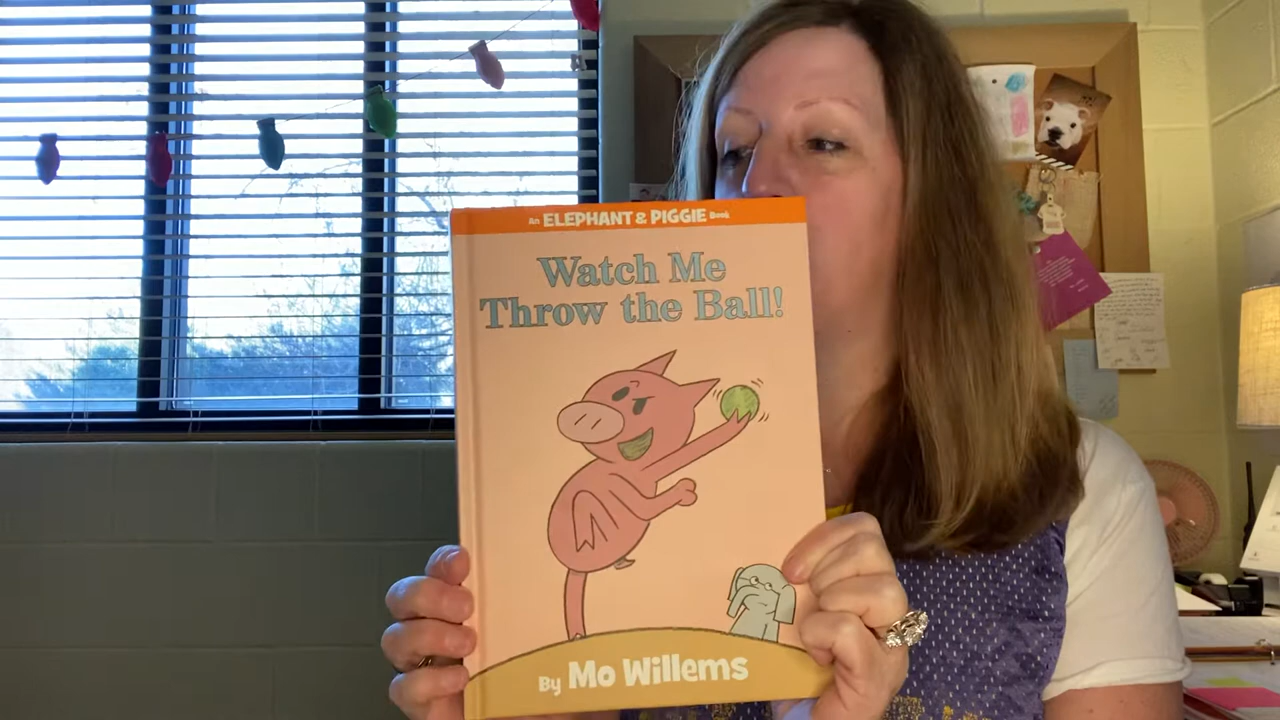 An ELEPHANT & PIGGIE Book
Watch Me
Throw the Ball!
By Mo Willems